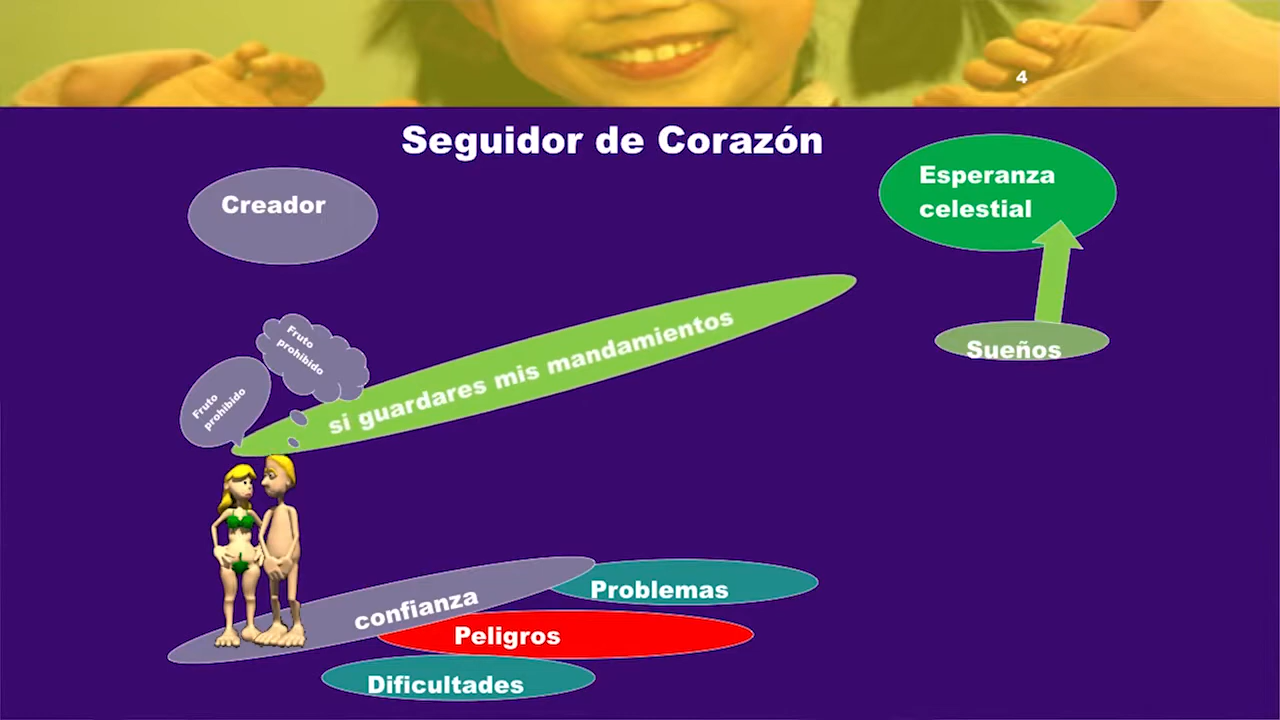 4
Seguidor de Corazón
Creador
Esperanza
celestial
Fruto
prohibido
Fruto
prohibido
si guardares mis mandamientos
Sueños
confianza
Problemas
Peligros
Dificultades